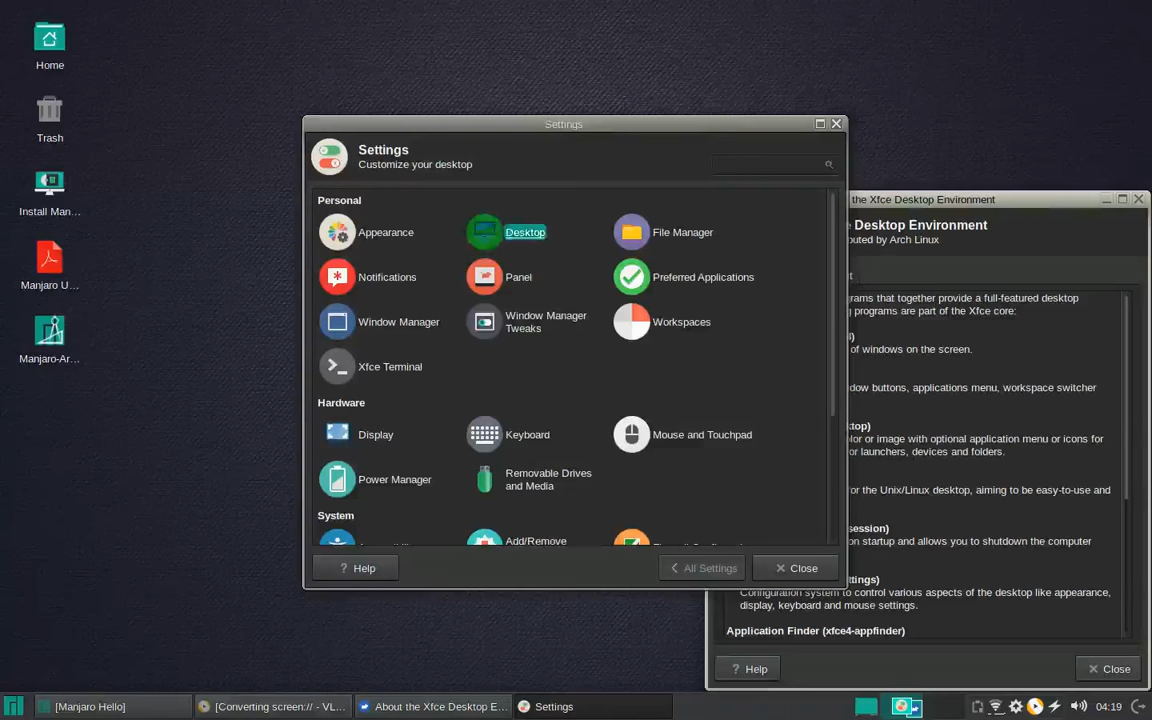 Home
Trash
Install Man...
Manjaro U...
Manjaro-Ar...
Settings
Settings
Customize your desktop
Personal
Appearance
Desktop
File Manager
Notifications
Panel
Preferred Applications
Window Manager
Window Manager
Tweaks
Workspaces
Xfce Terminal
Hardware
Display
Keyboard
Mouse and Touchpad
Power Manager
Removable Drives
and Media
System
Add/Remove
Help
All Settings
Close
the Xfce Desktop Environment
Desktop Environment
buted by Arch Linux
t
grams that together provide a full-featured desktop
g programs are part of the Xfce core:
of windows on the screen.
dow buttons, applications menu, workspace switcher
top)
or or image with optional application menu or icons for
or launchers, devices and folders.
or the Unix/Linux desktop, aiming to be easy-to-use and
session)
on startup and allows you to shutdown the computer
ttings)
Configuration system to control various aspects of the desktop like appearance,
display, keyboard and mouse settings.
Application Finder (xfce4-appfinder)
Help
Close
[Manjaro Hello]
[Converting screen:// - VL...
About the Xfce Desktop E...
Settings
04:19